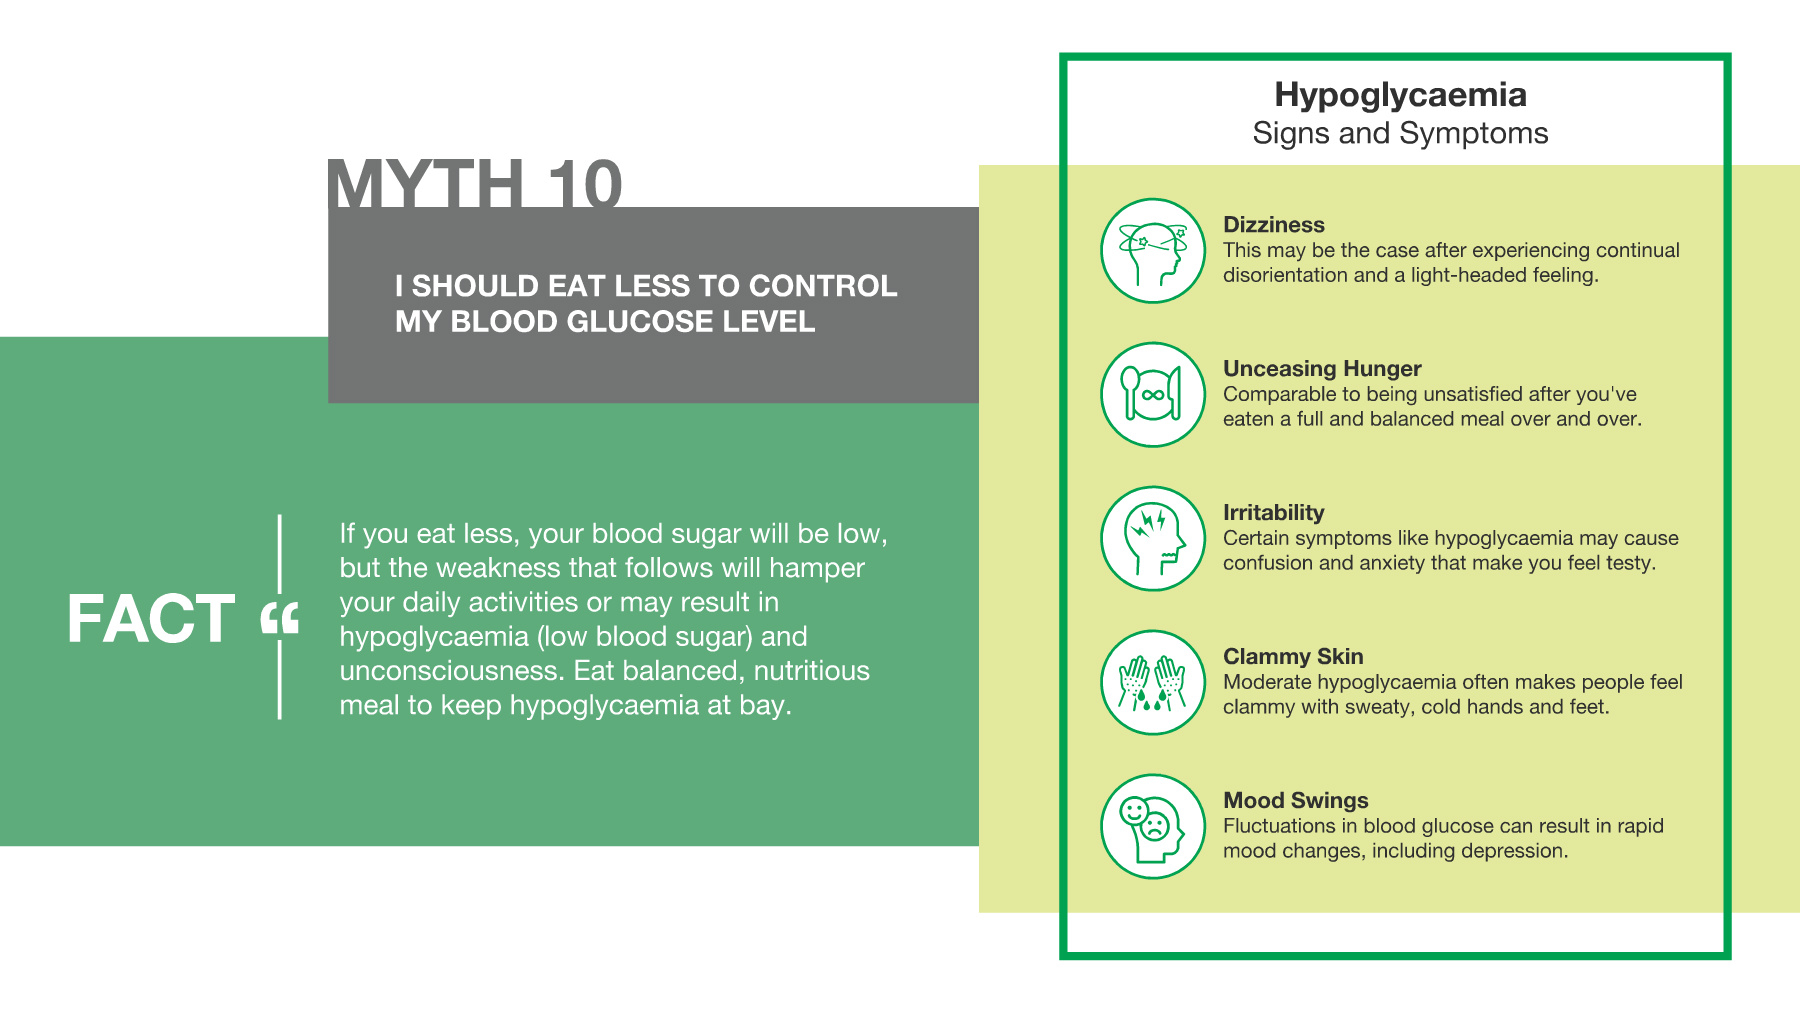 MYTH 10
I SHOULD EAT LESS TO CONTROL
MY BLOOD GLUCOSE LEVEL
FACT “
If you eat less, your blood sugar will be low,
but the weakness that follows will hamper
your daily activities or may result in
hypoglycaemia (low blood sugar) and
unconsciousness. Eat balanced, nutritious
meal to keep hypoglycaemia at bay.
Hypoglycaemia
Signs and Symptoms
Dizziness
This may be the case after experiencing continual
disorientation and a light-headed feeling.
Unceasing Hunger
Comparable to being unsatisfied after you've
eaten a full and balanced meal over and over.
Irritability
Certain symptoms like hypoglycaemia may cause
confusion and anxiety that make you feel testy.
Clammy Skin
Moderate hypoglycaemia often makes people feel
clammy with sweaty, cold hands and feet.
Mood Swings
Fluctuations in blood glucose can result in rapid
mood changes, including depression.